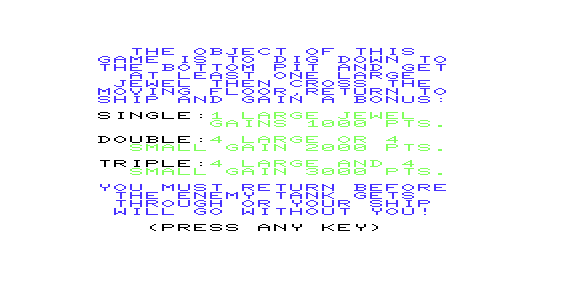 THE OBJECT OF THIS
GAME IS TO DIG DOWN TO
THE BOTTOM PIT AND GET
AT LEAST ONE LARGE
JEWEL THEN CROSS THE
MOVING FLOOR,RETURN TO
SHIP AND GAIN A BONUS:
SINGLE:1 LARGE JEWEL
GAINS 1000 PTS.
DOUBLE:4 LARGE OR 4
SMALL GAIN 2000 PTS.
TRIPLE:4 LARGE AND 4
SMALL GAIN 3000 PTS.
YOU MUST RETURN BEFORE
THE ENEMY TANK GETS
THROUGH OR YOUR SHIP
WILL GO WITHOUT YOU!
(PRESS ANY KEY)